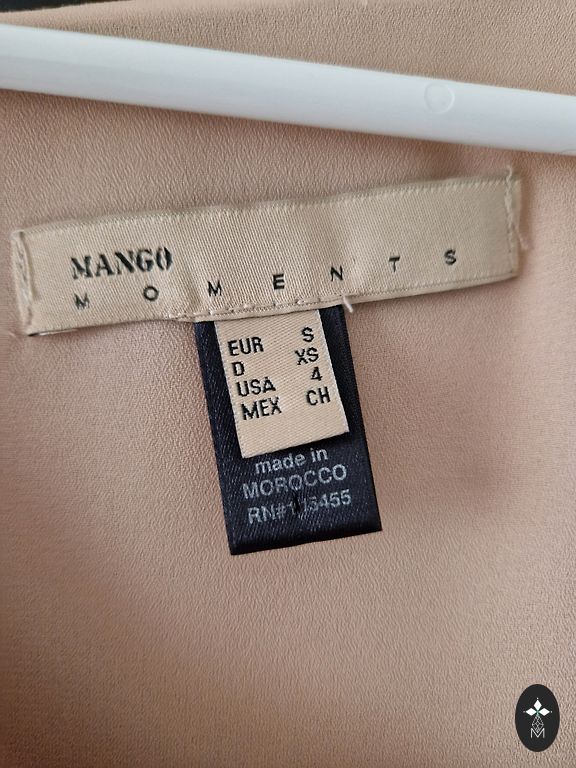 MANGO
MOMENTS
EUR S
D XS
USA 4
MEX CH
made in
MOROCCO
M